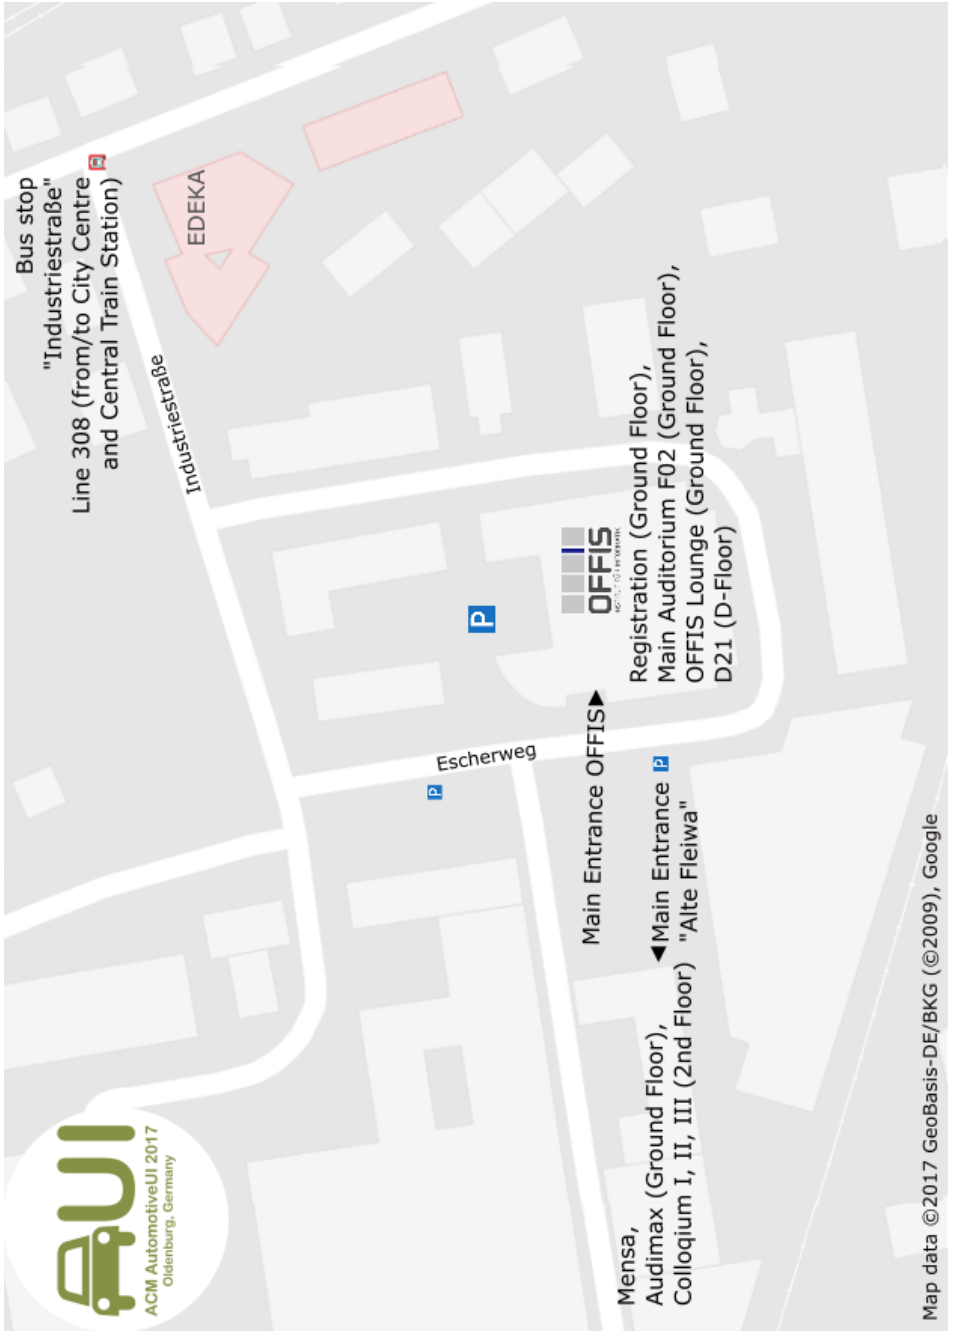 UI
ACM AutomotiveUI 2017
Oldenburg, Germany
Bus stop
"Industriestraße"
Line 308 (from/to City Centre
and Central Train Station)
EDEKA
Industriestraße
P
Escherweg
P
OFFIS
Main Entrance OFFIS▶
Registration (Ground Floor),
Main Auditorium F02 (Ground Floor),
OFFIS Lounge (Ground Floor),
D21 (D-Floor)
◀Main Entrance P
"Alte Fleiwa"
Mensa,
Audimax (Ground Floor),
Colloqium I, II, III (2nd Floor)
Map data ©2017 GeoBasis-DE/BKG (©2009), Google